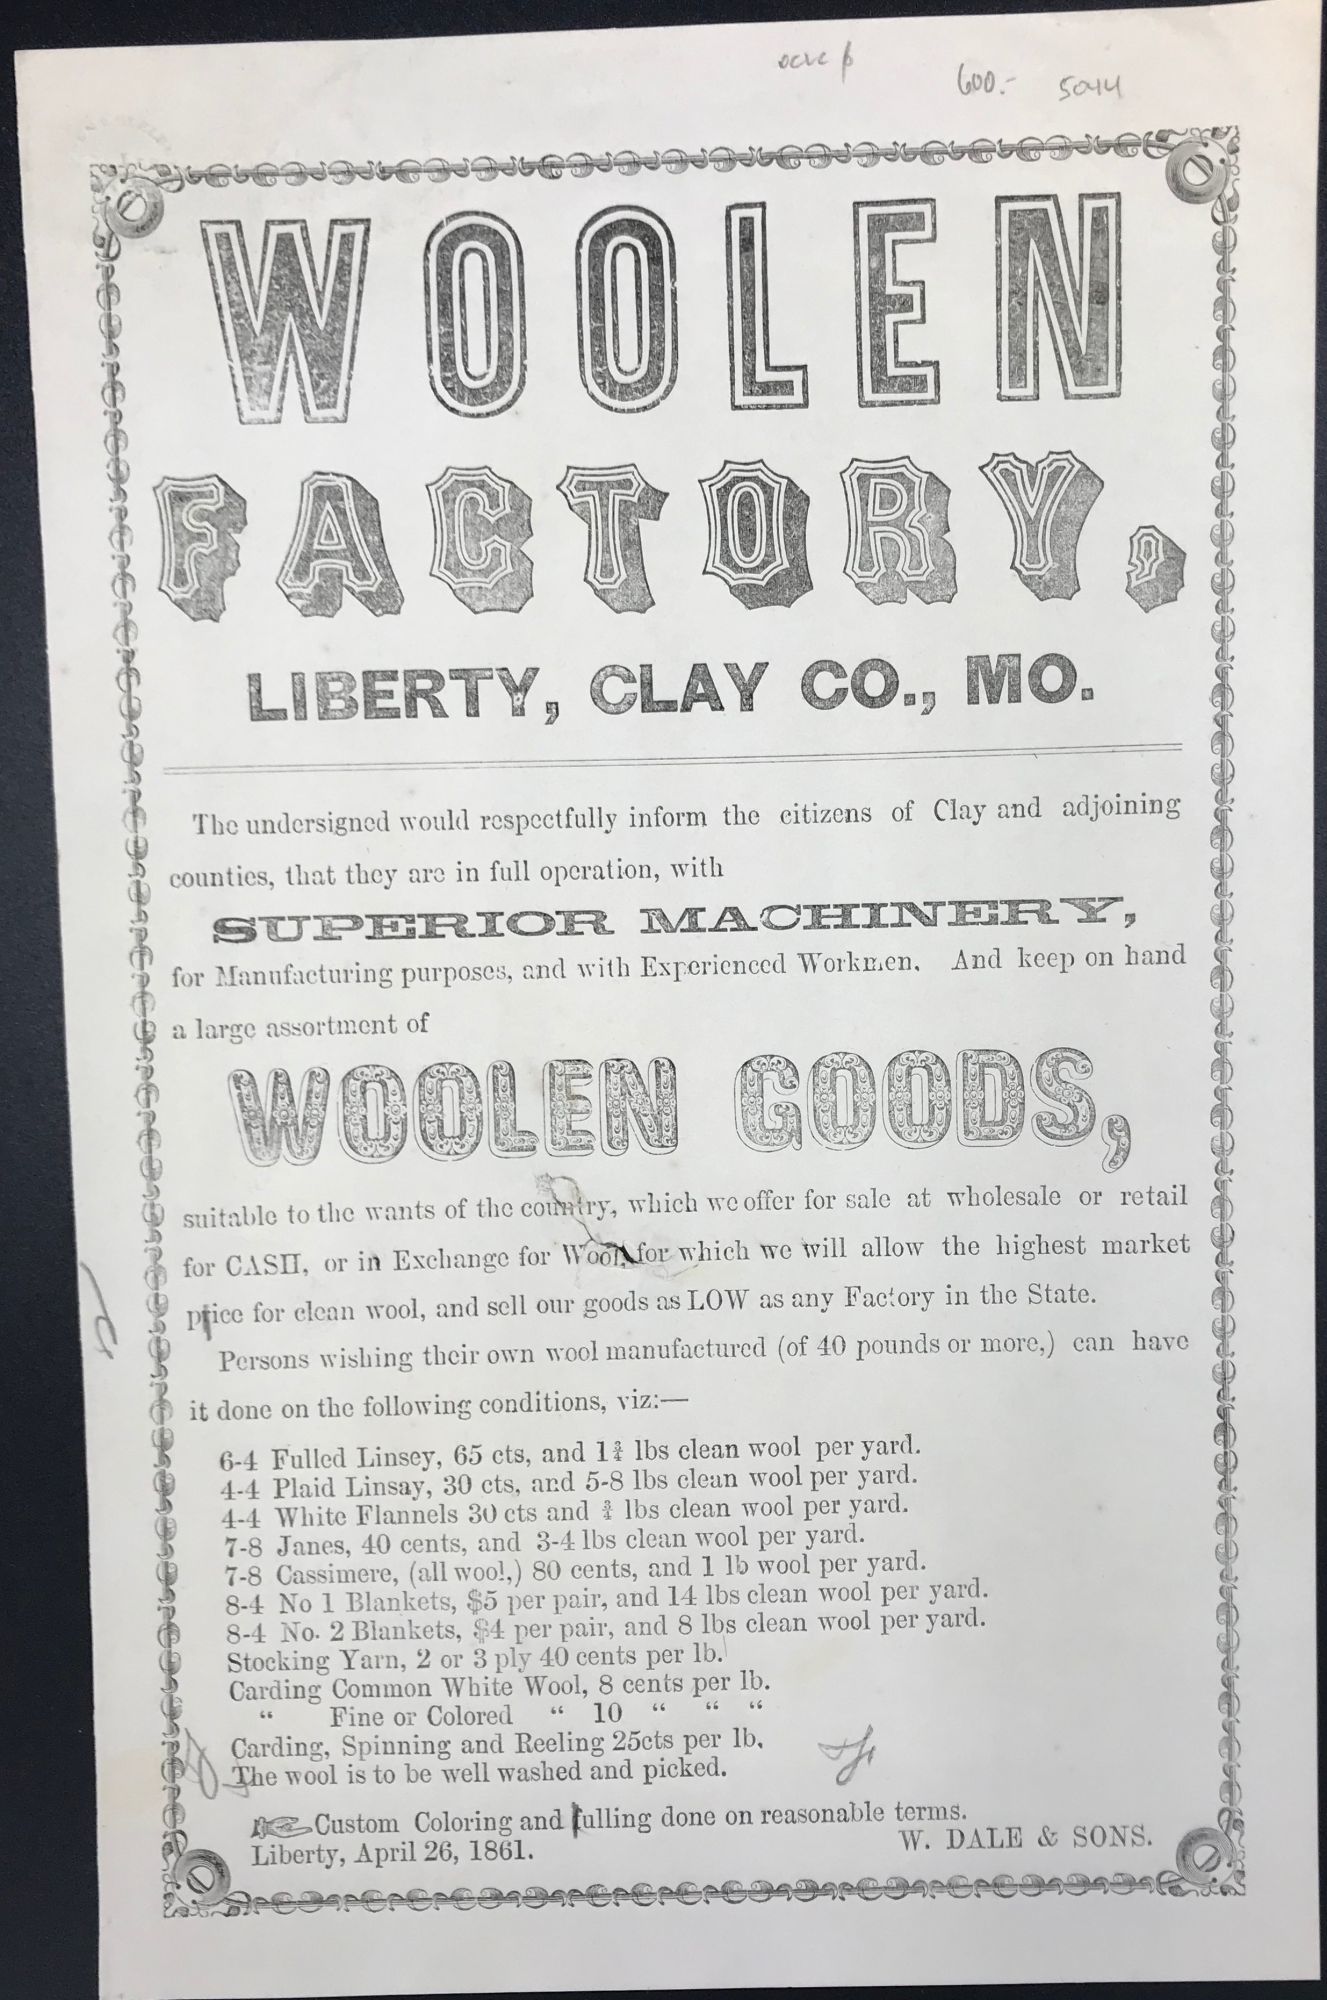 600.- 5044
WOOLEN
FACTORY,
LIBERTY, CLAY CO., MO.
The undersigned would respectfully inform the citizens of Clay and adjoining
counties, that they are in full operation, with
SUPERIOR MACHINERY,
for Manufacturing purposes, and with Experienced Workmen. And keep on hand
a large assortment of
WOOLEN GOODS,
suitable to the wants of the country, which we offer for sale at wholesale or retail
for CASH, or in Exchange for Wool, for which we will allow the highest market
price for clean wool, and sell our goods as LOW as any Factory in the State.
Persons wishing their own wool manufactured (of 40 pounds or more,) can have
it done on the following conditions, viz:—
6-4 Fulled Linsey, 65 cts, and 1¾ lbs clean wool per yard.
4-4 Plaid Linsay, 30 cts, and 5-8 lbs clean wool per yard.
4-4 White Flannels 30 cts and ¾ lbs clean wool per yard.
7-8 Janes, 40 cents, and 3-4 lbs clean wool per yard.
7-8 Cassimere, (all wool,) 80 cents, and 1 lb wool per yard.
8-4 No 1 Blankets, $5 per pair, and 14 lbs clean wool per yard.
8-4 No. 2 Blankets, $4 per pair, and 8 lbs clean wool per yard.
Stocking Yarn, 2 or 3 ply 40 cents per lb.
Carding Common White Wool, 8 cents per lb.
“ Fine or Colored “ 10 “ “ “
Carding, Spinning and Reeling 25cts per lb.
The wool is to be well washed and picked.
Custom Coloring and fulling done on reasonable terms.
Liberty, April 26, 1861. W. DALE & SONS.